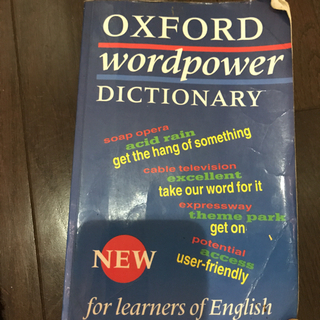 OXFORD
wordpower
DICTIONARY
soap opera
acid rain
get the hang of something
cable television
excellent
take our word for it
expressway
theme park
get on
potential
access
user-friendly
NEW
for learners of English